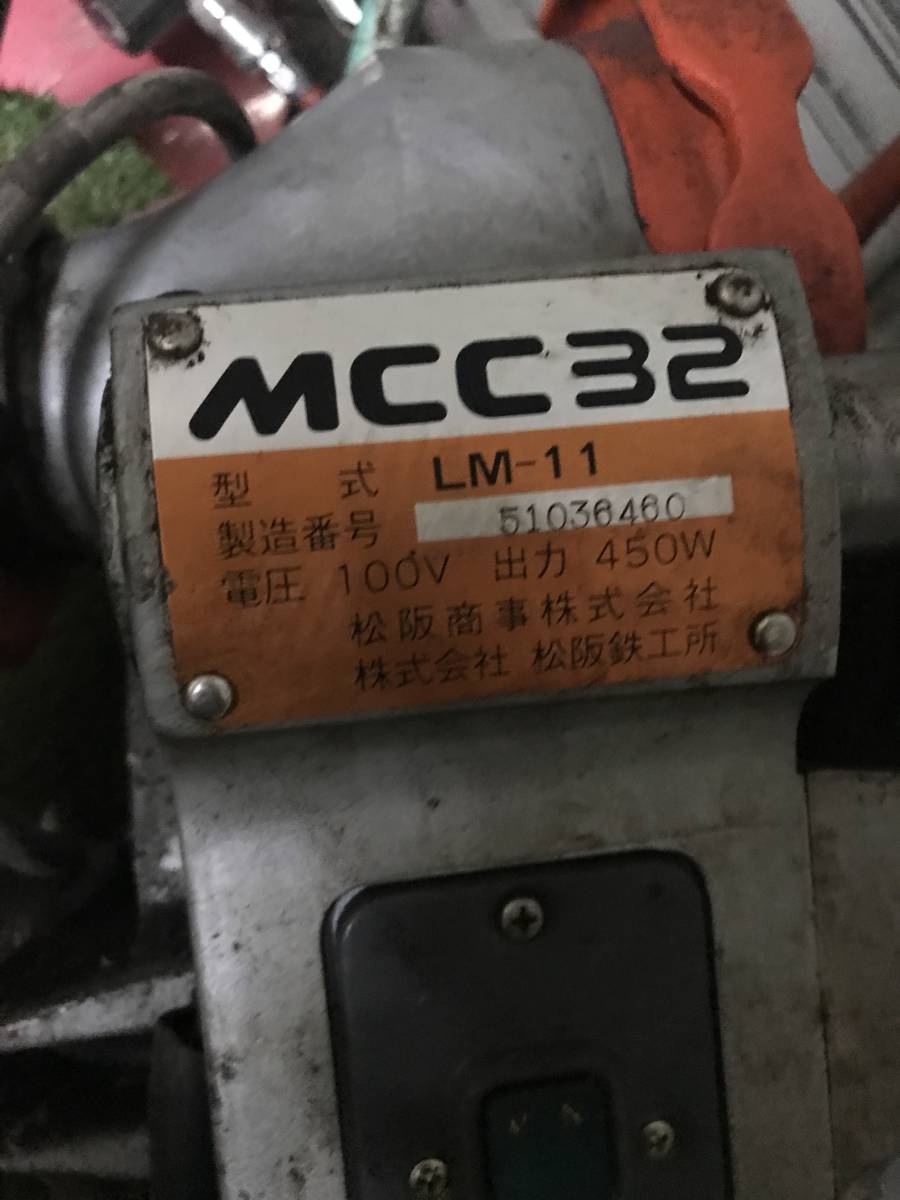 MCC32
型 式 LM-11
製造番号 51036460
電圧 100V 出力 450W
松阪商事株式会社
株式会社 松阪鉄工所